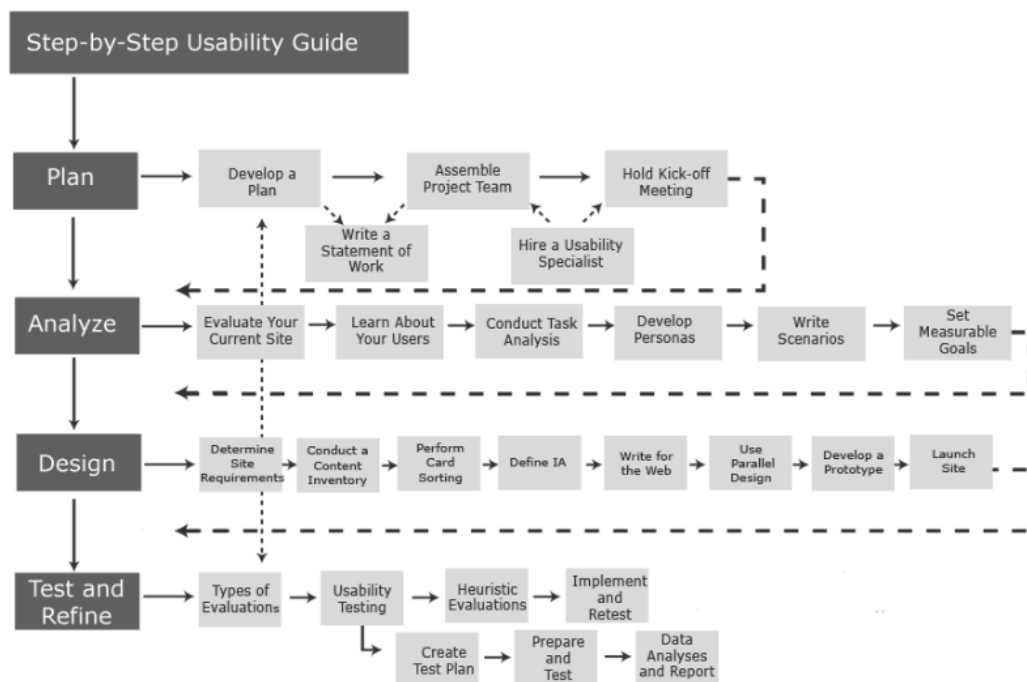 Step-by-Step Usability Guide
Plan
Develop a
Plan
Assemble
Project Team
Hold Kick-off
Meeting
Write a
Statement of
Work
Hire a Usability
Specialist
Analyze
Evaluate Your
Current Site
Learn About
Your Users
Conduct Task
Analysis
Develop
Personas
Write
Scenarios
Set
Measurable
Goals
Design
Determine
Site
Requirements
Conduct a
Content
Inventory
Perform
Card
Sorting
Define IA
Write for
the Web
Use
Parallel
Design
Develop a
Prototype
Launch
Site
Test and
Refine
Types of
Evaluations
Usability
Testing
Heuristic
Evaluations
Implement
and
Retest
Create
Test Plan
Prepare
and
Test
Data
Analyses
and Report